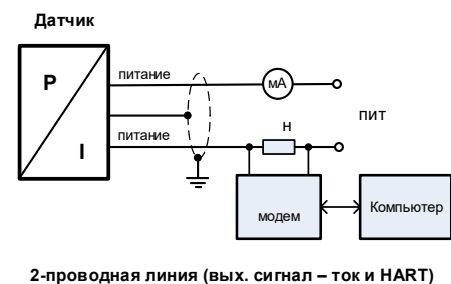 Датчик
P
I
питание
питание
мА
пит
н
модем
Компьютер
2-проводная линия (вых. сигнал – ток и HART)